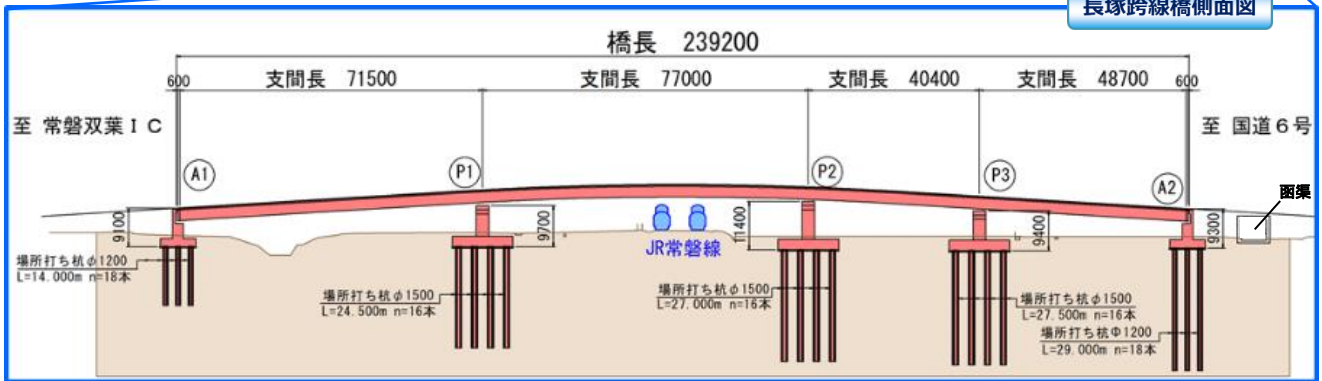 長塚跨線橋側面図
橋長 239200
600
支間長 71500
支間長 77000
支間長 40400
支間長 48700
600
至 常磐双葉IC
至 国道6号
A1
P1
P2
P3
A2
函渠
9100
9700
11400
9400
9300
JR常磐線
場所打ち杭φ1200
L=14.000m n=18本
場所打ち杭φ1500
L=24.500m n=16本
場所打ち杭φ1500
L=27.000m n=16本
場所打ち杭φ1500
L=27.500m n=16本
場所打ち杭Φ1200
L=29.000m n=18本